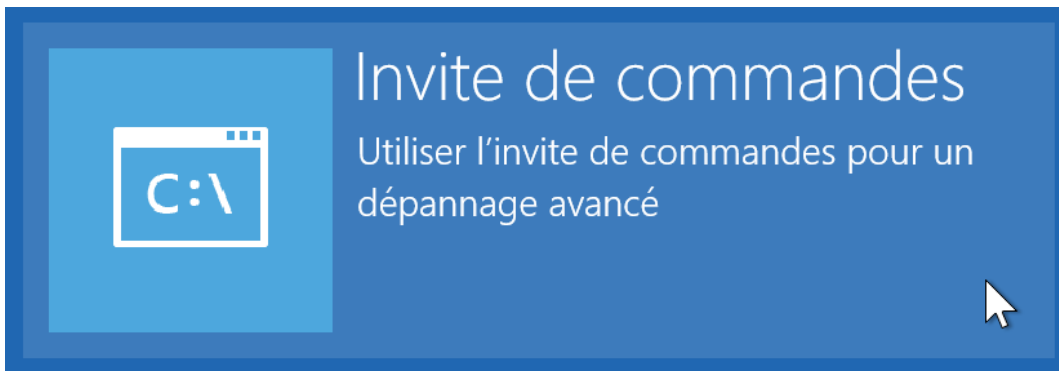 Invite de commandes
C:\
Utiliser l’invite de commandes pour un
dépannage avancé